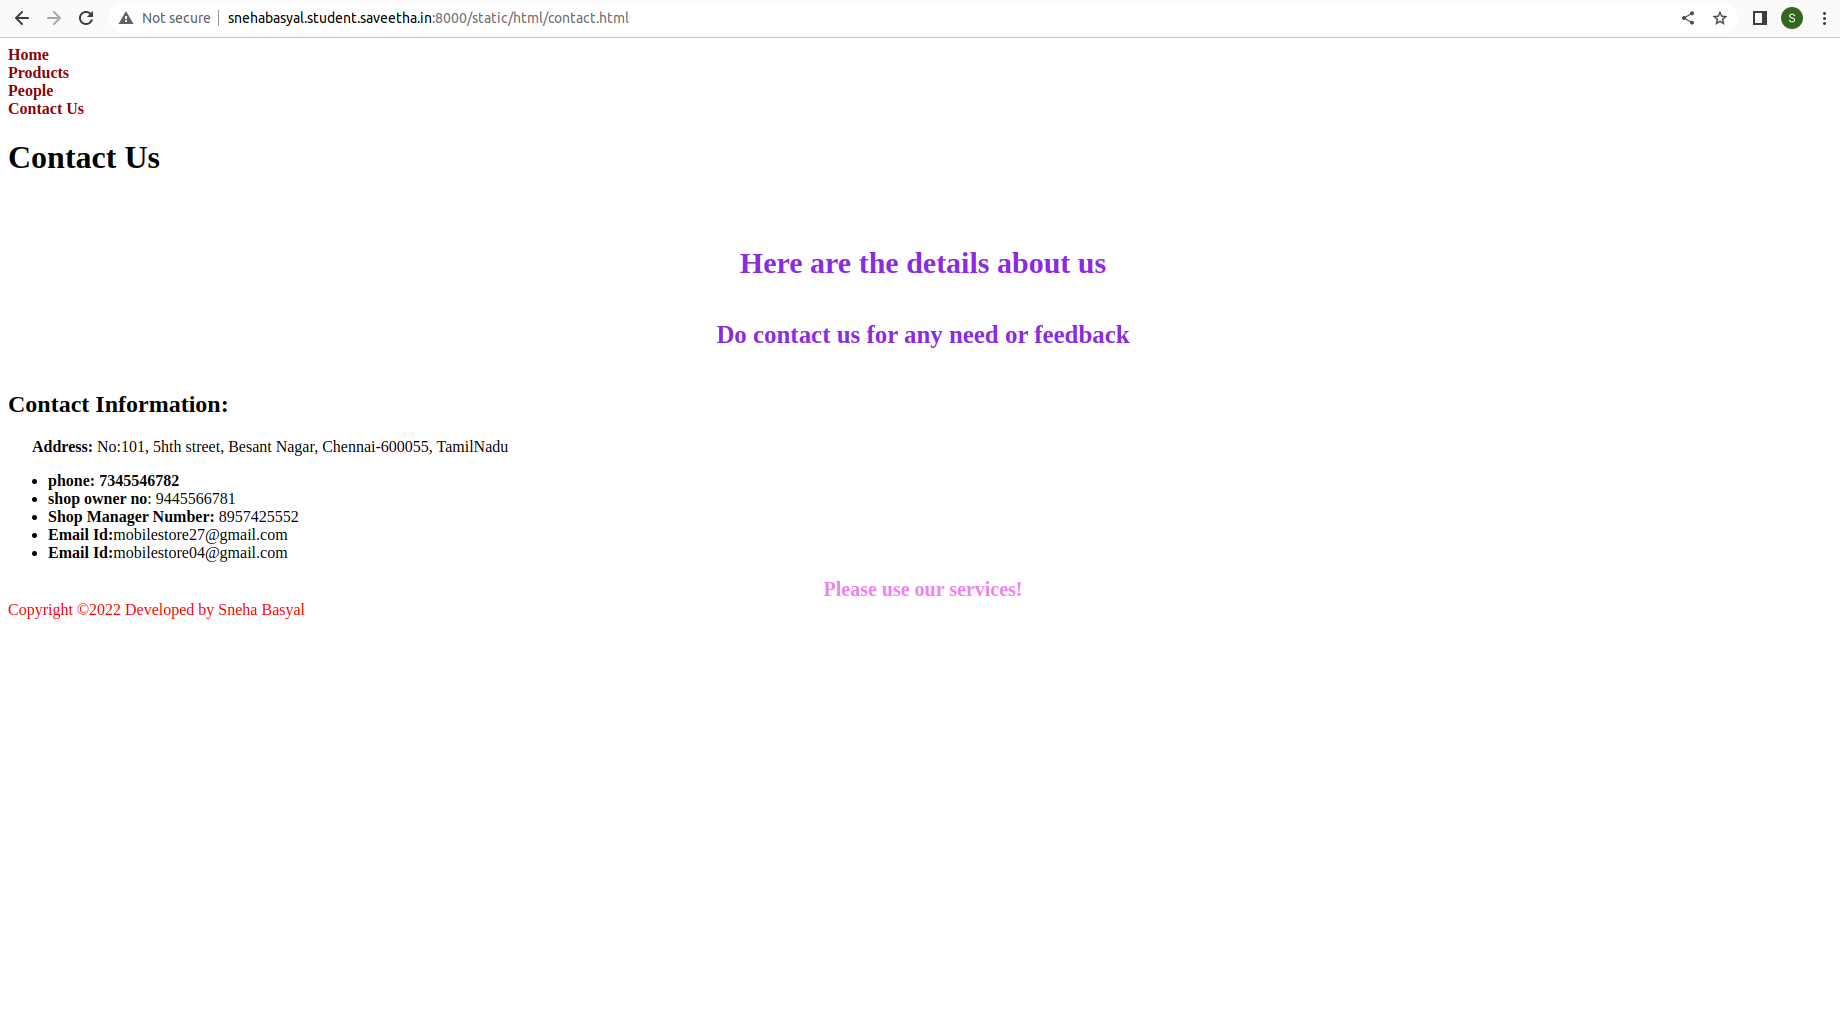 Not secure | snehabasyal.student.saveetha.in:8000/static/html/contact.html
S
Home
Products
People
Contact Us
Contact Us
Here are the details about us
Do contact us for any need or feedback
Contact Information:
Address: No:101, 5hth street, Besant Nagar, Chennai-600055, TamilNadu
phone: 7345546782
shop owner no: 9445566781
Shop Manager Number: 8957425552
Email Id:mobilestore27@gmail.com
Email Id:mobilestore04@gmail.com
Please use our services!
Copyright ©2022 Developed by Sneha Basyal